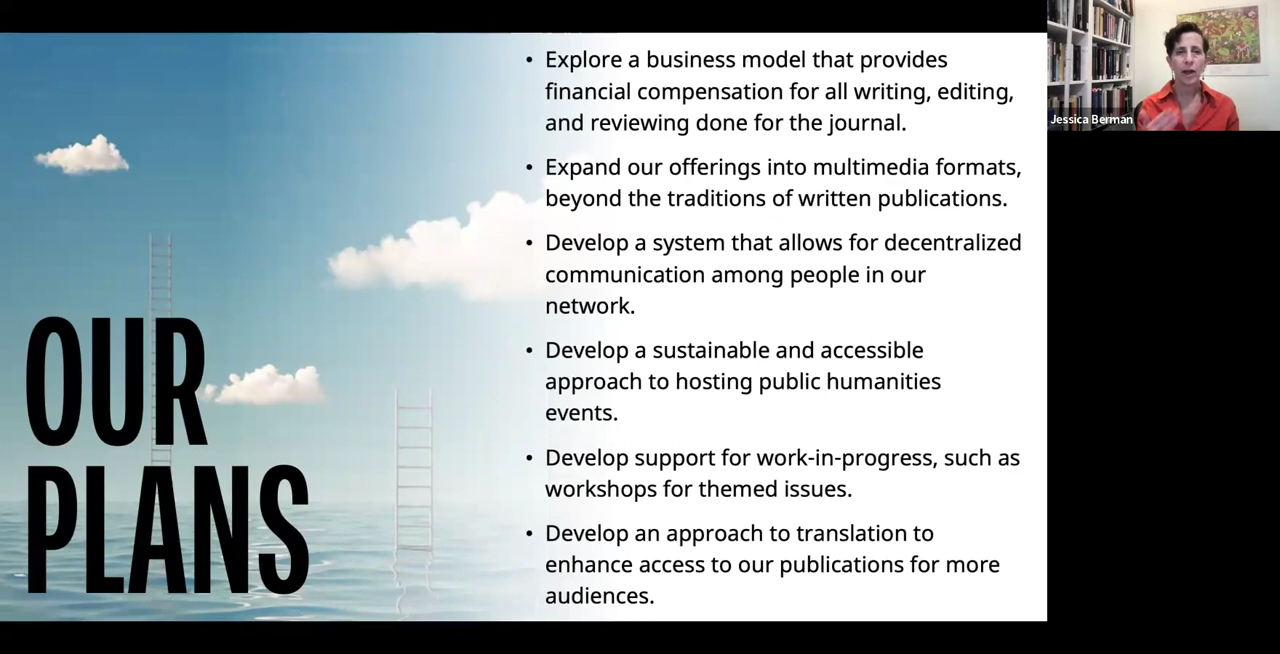 OUR
PLANS
• Explore a business model that provides
financial compensation for all writing, editing,
and reviewing done for the journal.
• Expand our offerings into multimedia formats,
beyond the traditions of written publications.
• Develop a system that allows for decentralized
communication among people in our
network.
• Develop a sustainable and accessible
approach to hosting public humanities
events.
• Develop support for work-in-progress, such as
workshops for themed issues.
• Develop an approach to translation to
enhance access to our publications for more
audiences.
Jessica Berman